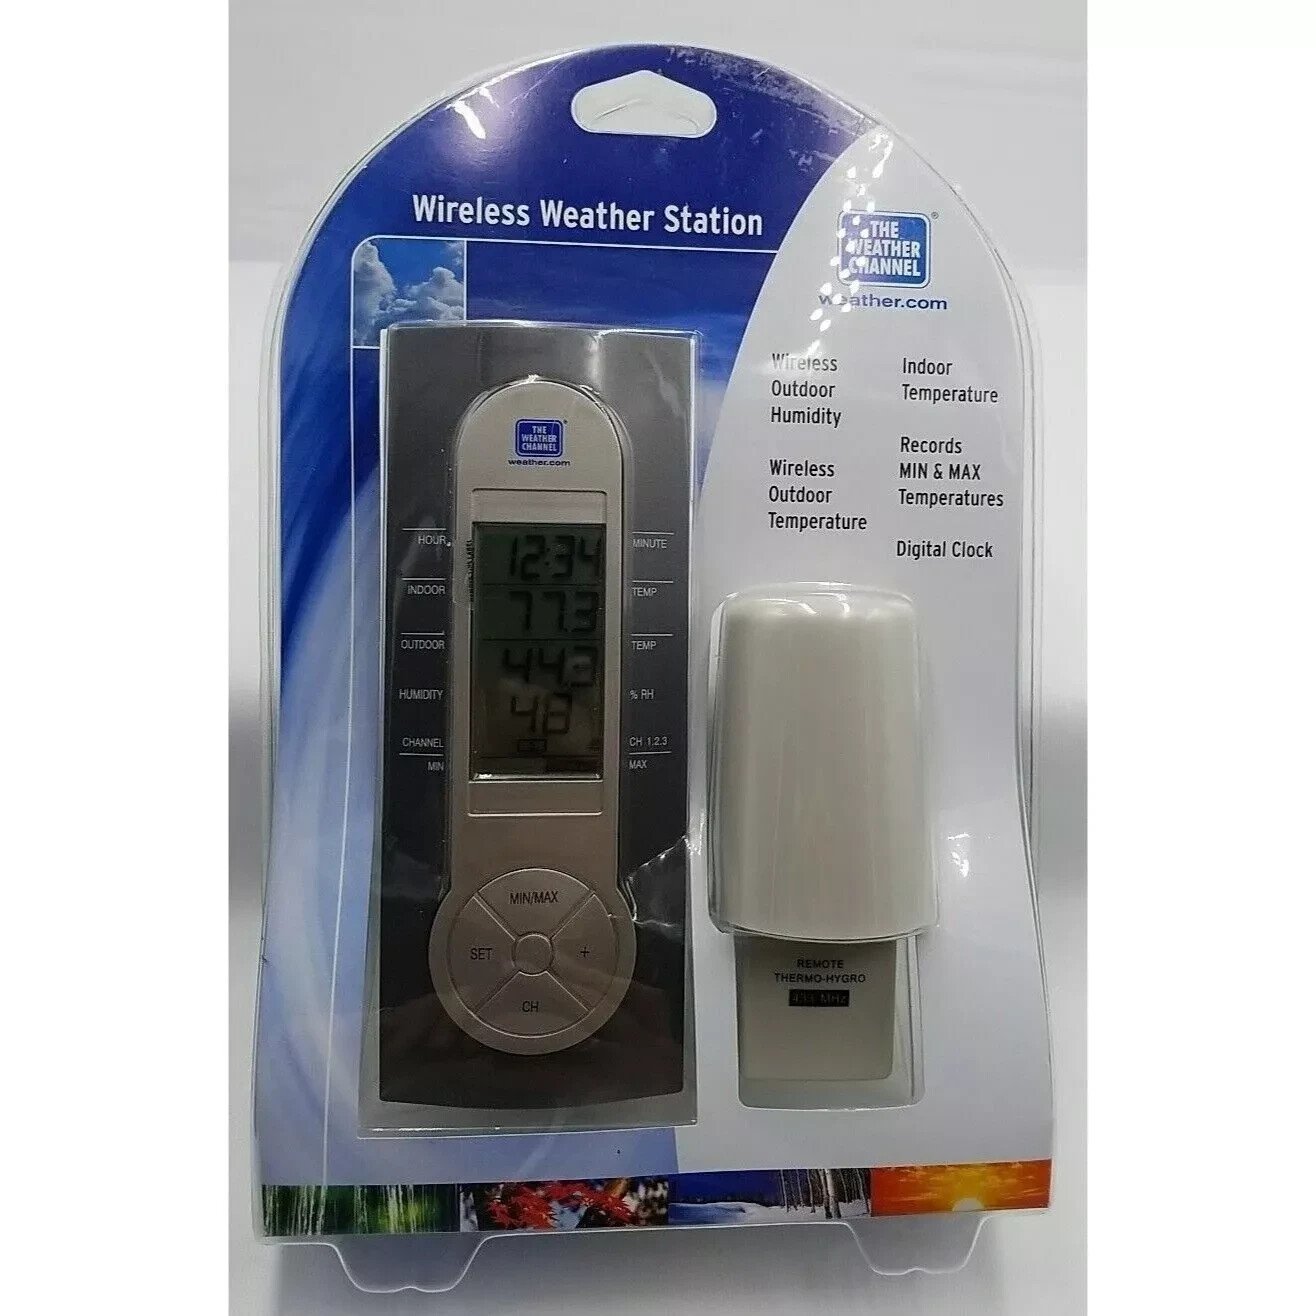 Wireless Weather Station
THE
WEATHER
CHANNEL
®
weather.com
Wireless
Outdoor
Humidity
Indoor
Temperature
Wireless
Outdoor
Temperature
Records
MIN & MAX
Temperatures
Digital Clock
THE
WEATHER
CHANNEL
®
weather.com
HOUR
12:34
MINUTE
INDOOR
77.3
TEMP
OUTDOOR
44.2
TEMP
HUMIDITY
48
% RH
CHANNEL
CH 1.2.3
MIN
MAX
MIN/MAX
SET
+
CH
REMOTE
THERMO-HYGRO
433 MHz